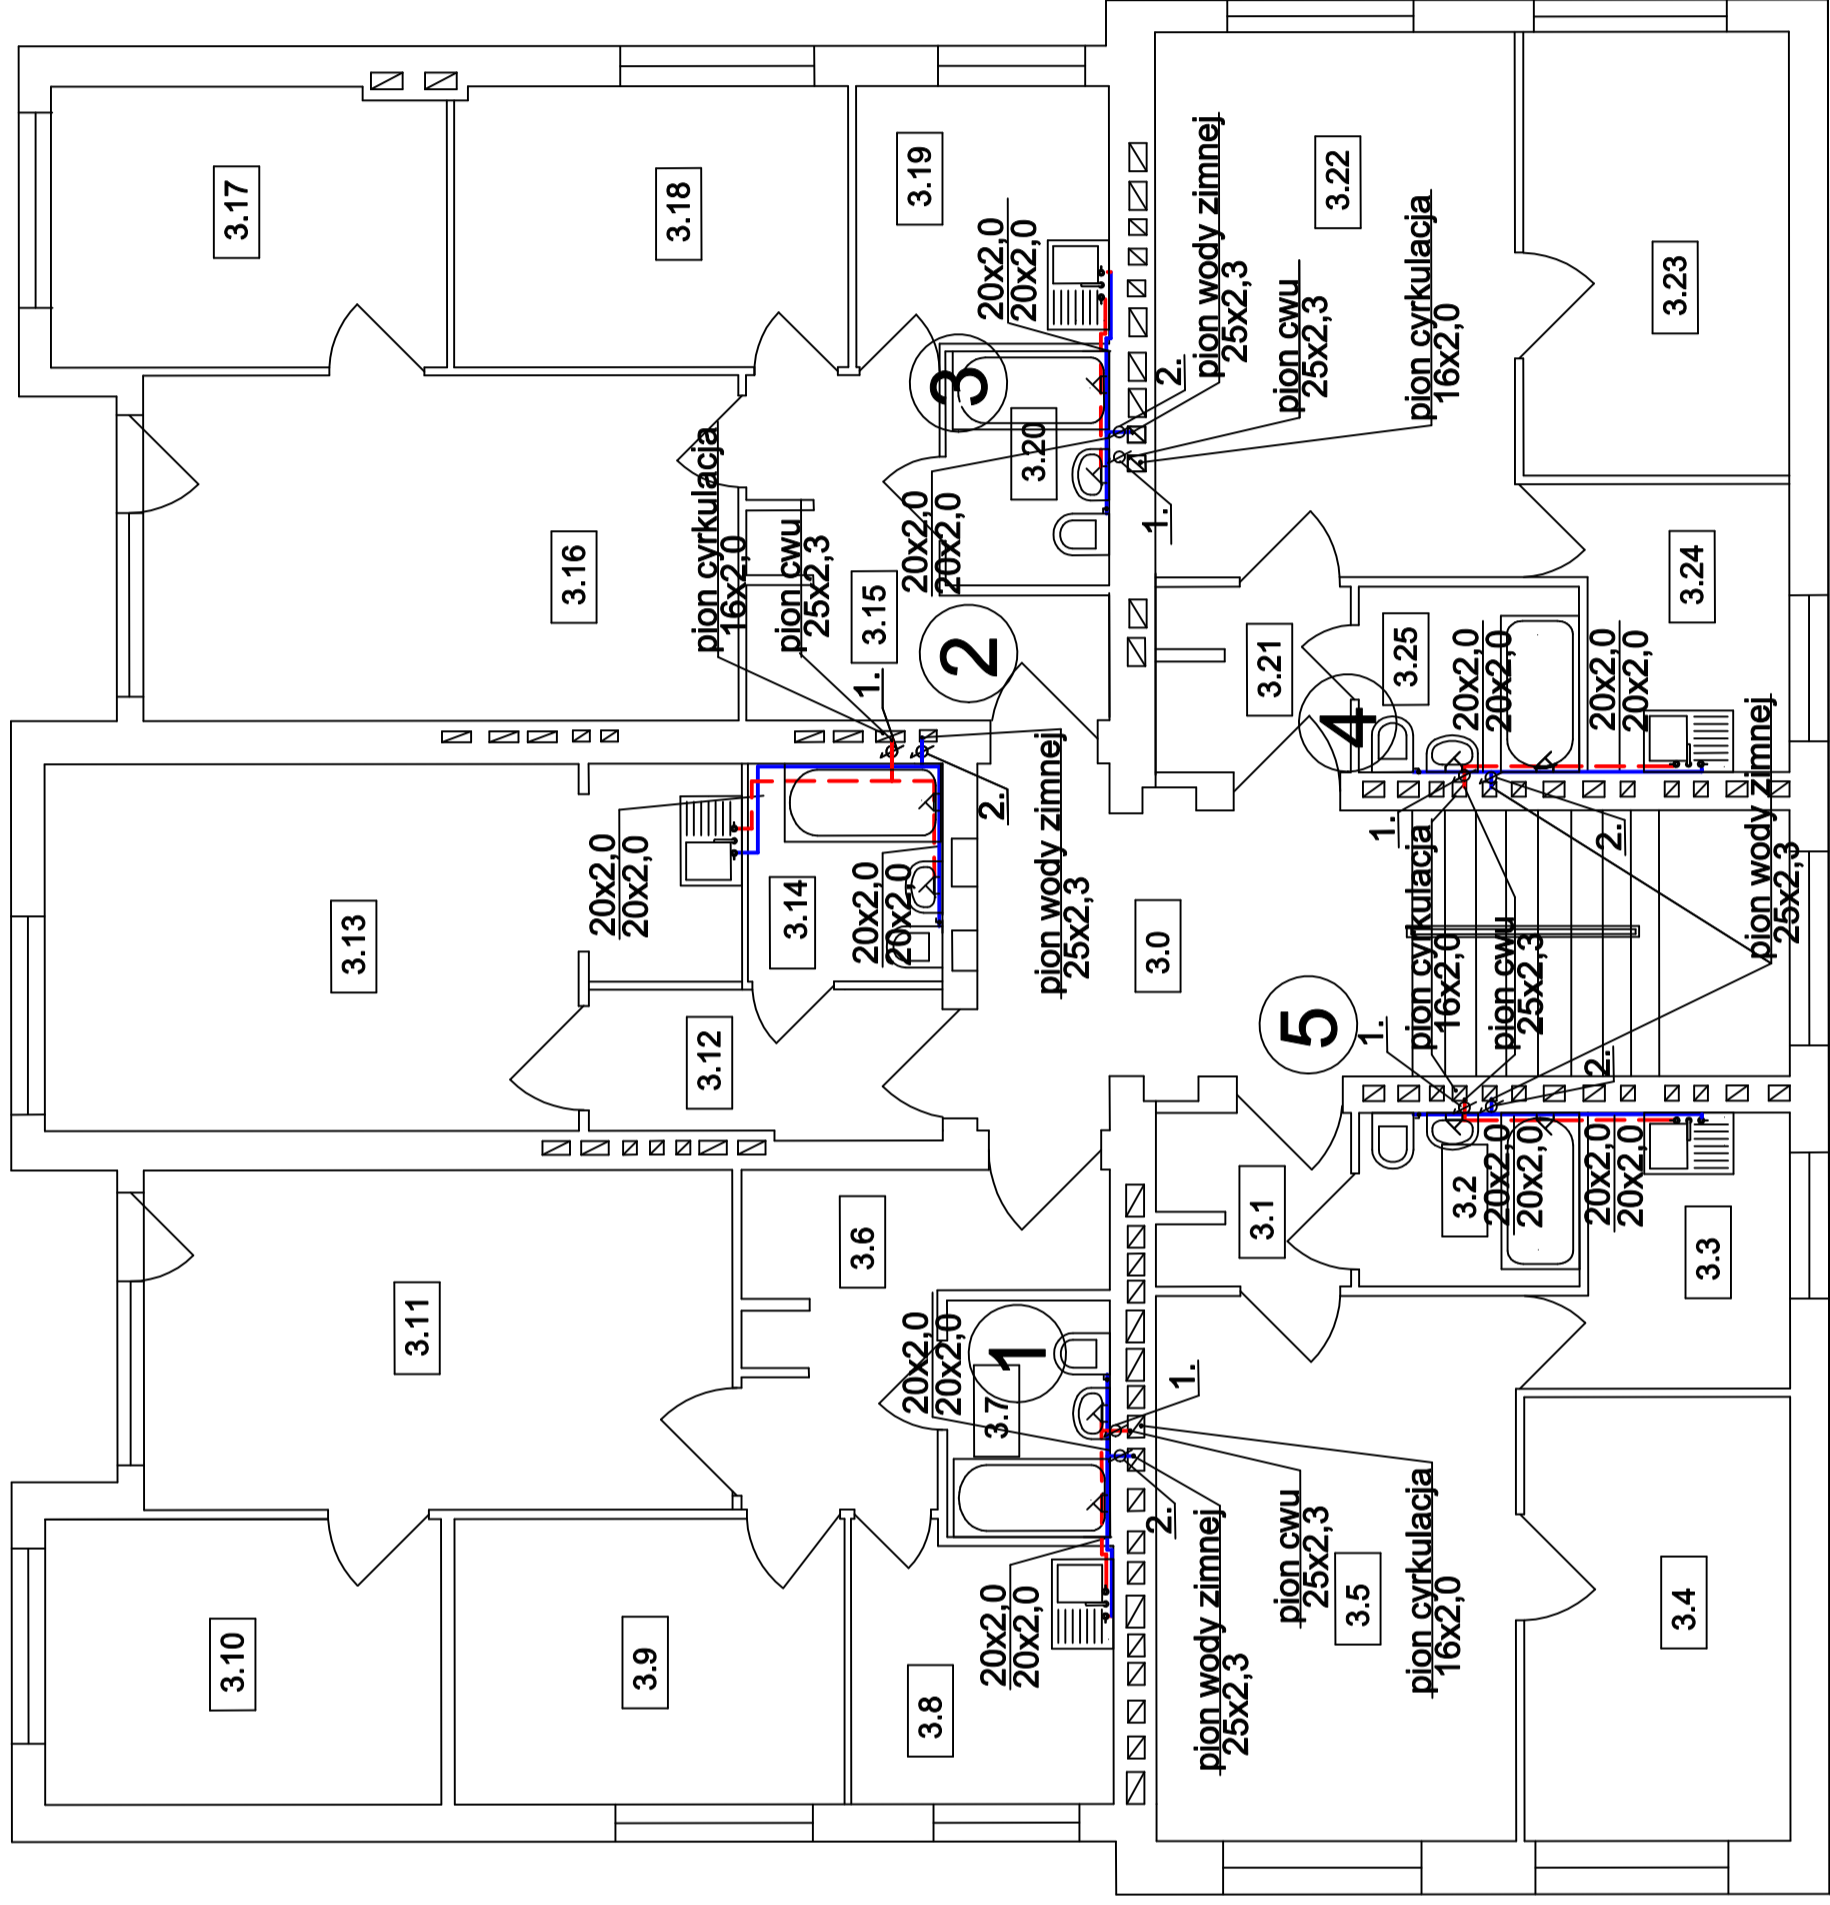 3.17
3.18
3.19
20x2,0
20x2,0
pion wody zimnej
25x2,3
3.22
3.23
3
2.
pion cwu
25x2,3
pion cyrkulacja
16x2,0
3.20
1.
3.16
pion cyrkulacja
16x2,0
pion cwu
25x2,3
3.15
20x2,0
20x2,0
3.24
1.
2
3.21
3.25
20x2,0
20x2,0
20x2,0
20x2,0
4
2.
pion wody zimnej
25x2,3
1.
2.
pion wody zimnej
25x2,3
3.13
20x2,0
20x2,0
3.14
20x2,0
20x2,0
3.0
pion cyrkulacja
16x2,0
pion cwu
25x2,3
5
1.
2.
3.12
3.6
3.1
3.2
20x2,0
20x2,0
20x2,0
20x2,0
3.3
3.11
20x2,0
20x2,0
1
1.
3.7
2.
pion wody zimnej
25x2,3
pion cwu
25x2,3
pion cyrkulacja
16x2,0
3.5
3.4
3.10
3.9
20x2,0
20x2,0
3.8